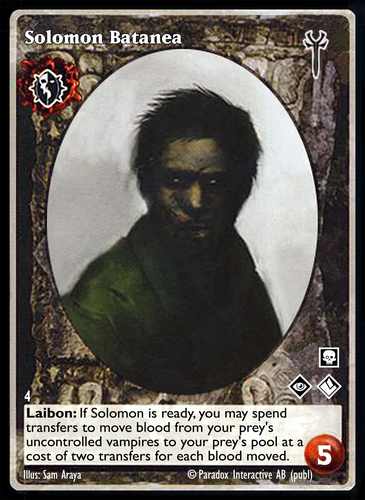 Solomon Batanea
4
Laibon: If Solomon is ready, you may spend
transfers to move blood from your prey's
uncontrolled vampires to your prey's pool at a
cost of two transfers for each blood moved.
5
Illus: Sam Araya
© Paradox Interactive AB (publ)